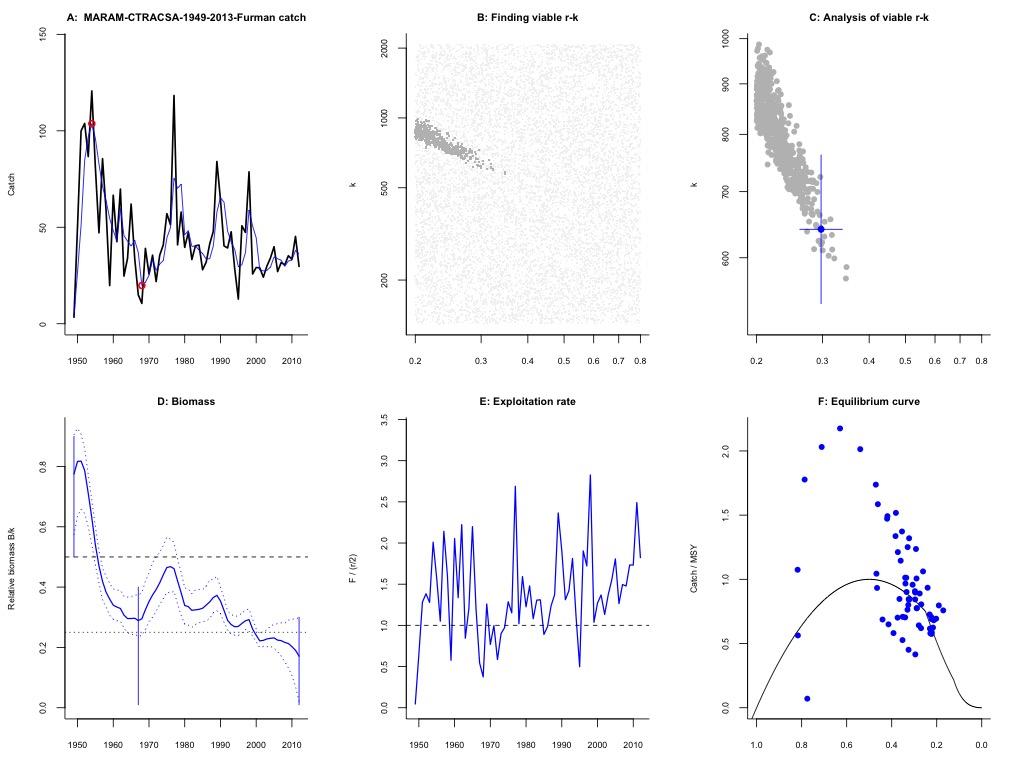 A:  MARAM-CTRACSA-1949-2013-Furman catch
Catch
0 50 100 150
1950 1960 1970 1980 1990 2000 2010
B: Finding viable r-k
k
200 500 1000 2000
0.2 0.3 0.4 0.5 0.6 0.7 0.8
C: Analysis of viable r-k
k
600 700 800 900 1000
0.2 0.3 0.4 0.5 0.6 0.7 0.8
D: Biomass
Relative biomass B/k
0.0 0.2 0.4 0.6 0.8
1950 1960 1970 1980 1990 2000 2010
E: Exploitation rate
F / (r/2)
0.0 0.5 1.0 1.5 2.0 2.5 3.0 3.5
1950 1960 1970 1980 1990 2000 2010
F: Equilibrium curve
Catch / MSY
0.0 0.5 1.0 1.5 2.0
1.0 0.8 0.6 0.4 0.2 0.0